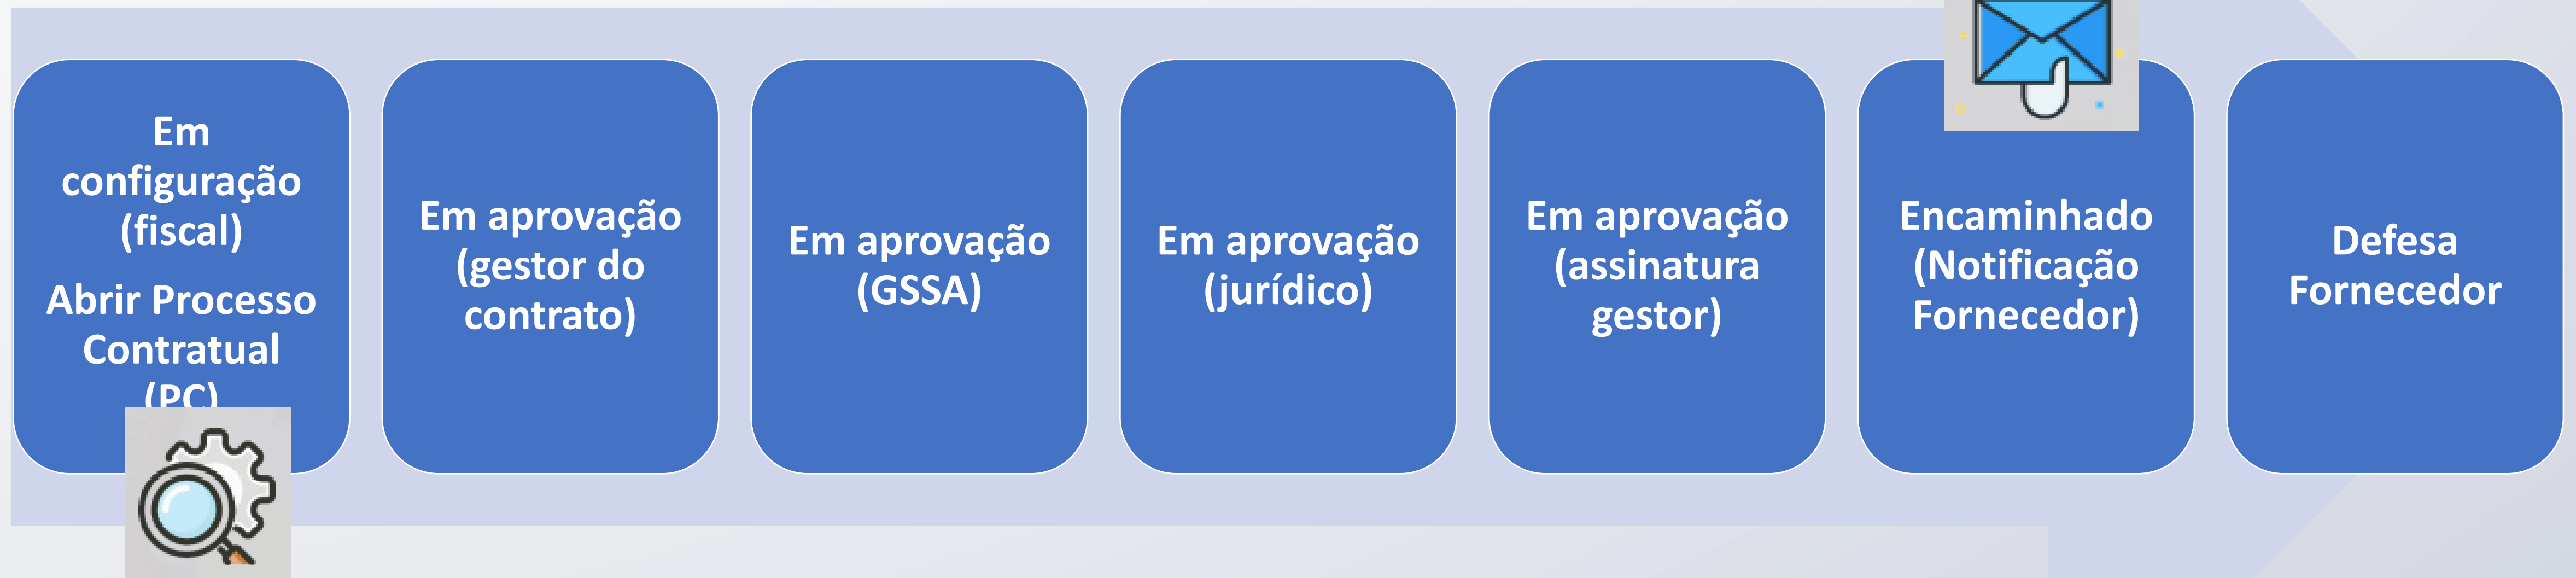 Em
configuração
(fiscal)
Abrir Processo
Contratual
(PC)
Em aprovação
(gestor do
contrato)
Em aprovação
(GSSA)
Em aprovação
(jurídico)
Em aprovação
(assinatura
gestor)
Encaminhado
(Notificação
Fornecedor)
Defesa
Fornecedor